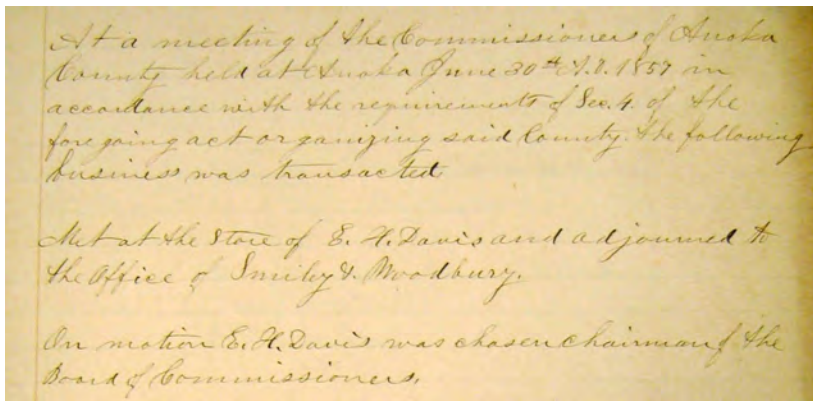 At a meeting of the Commissioners of Anoka
County held at Anoka June 30th A.D. 1857 in
accordance with the requirements of Sec. 4. of the
foregoing act organizing said County. the following
business was transacted

Met at the Store of E. H. Davis and adjourned to
the Office of Smiley & Woodbury.

On motion E. H. Davis was chosen chairman of the
Board of Commissioners.